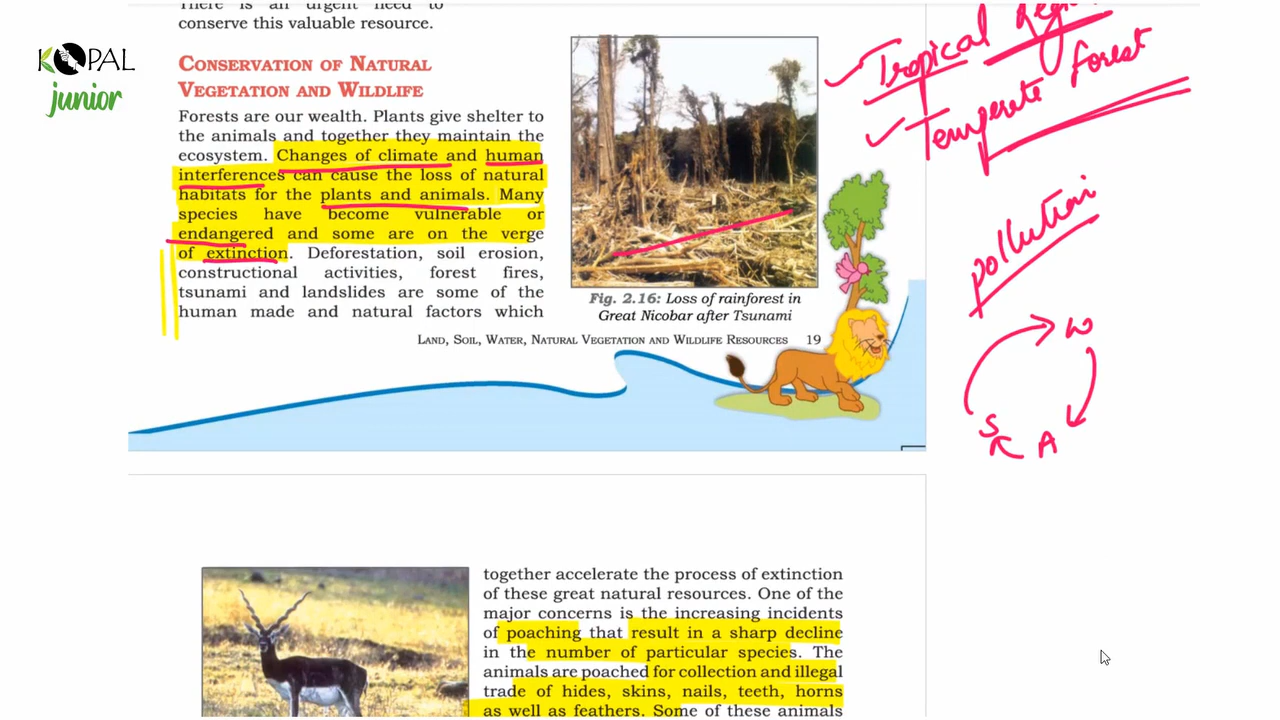 There is an urgent need to
conserve this valuable resource.
KOPAL
junior
CONSERVATION OF NATURAL
VEGETATION AND WILDLIFE
Forests are our wealth. Plants give shelter to
the animals and together they maintain the
ecosystem. Changes of climate and human
interferences can cause the loss of natural
habitats for the plants and animals. Many
species have become vulnerable or
endangered and some are on the verge
of extinction. Deforestation, soil erosion,
constructional activities, forest fires,
tsunami and landslides are some of the
human made and natural factors which
Fig. 2.16: Loss of rainforest in
Great Nicobar after Tsunami
LAND, SOIL, WATER, NATURAL VEGETATION AND WILDLIFE RESOURCES 19
Tropical
Temperete forest
pollution
W
S
A
together accelerate the process of extinction
of these great natural resources. One of the
major concerns is the increasing incidents
of poaching that result in a sharp decline
in the number of particular species. The
animals are poached for collection and illegal
trade of hides, skins, nails, teeth, horns
as well as feathers. Some of these animals